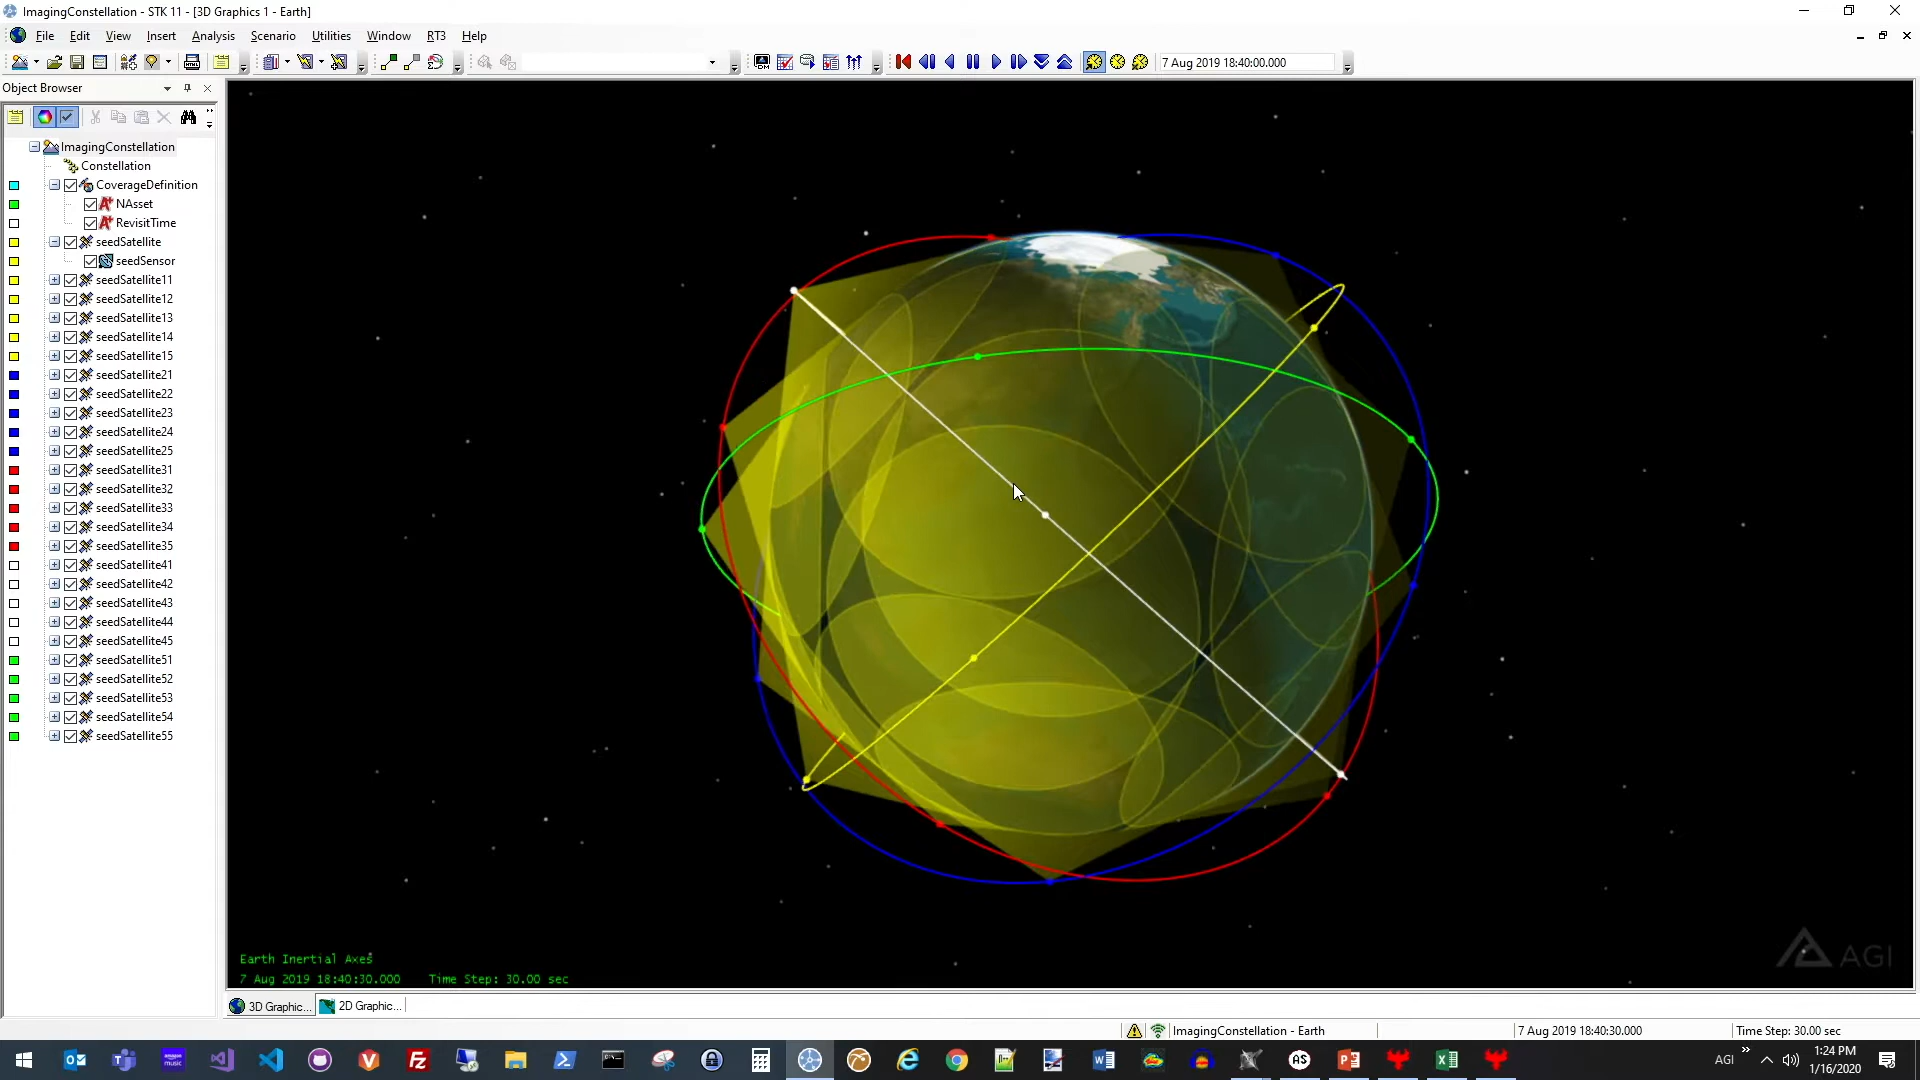 ImagingConstellation - STK 11 - [3D Graphics 1 - Earth]
File Edit View Insert Analysis Scenario Utilities Window RT3 Help
7 Aug 2019 18:40:00.000
Object Browser
ImagingConstellation
Constellation
CoverageDefinition
NAsset
RevisitTime
seedSatellite
seedSensor
seedSatellite11
seedSatellite12
seedSatellite13
seedSatellite14
seedSatellite15
seedSatellite21
seedSatellite22
seedSatellite23
seedSatellite24
seedSatellite25
seedSatellite31
seedSatellite32
seedSatellite33
seedSatellite34
seedSatellite35
seedSatellite41
seedSatellite42
seedSatellite43
seedSatellite44
seedSatellite45
seedSatellite51
seedSatellite52
seedSatellite53
seedSatellite54
seedSatellite55
AGI
Earth Inertial Axes
7 Aug 2019 18:40:30.000 Time Step: 30.00 sec
3D Graphic... 2D Graphic...
ImagingConstellation - Earth 7 Aug 2019 18:40:30.000 Time Step: 30.00 sec
AGI
1:24 PM
1/16/2020